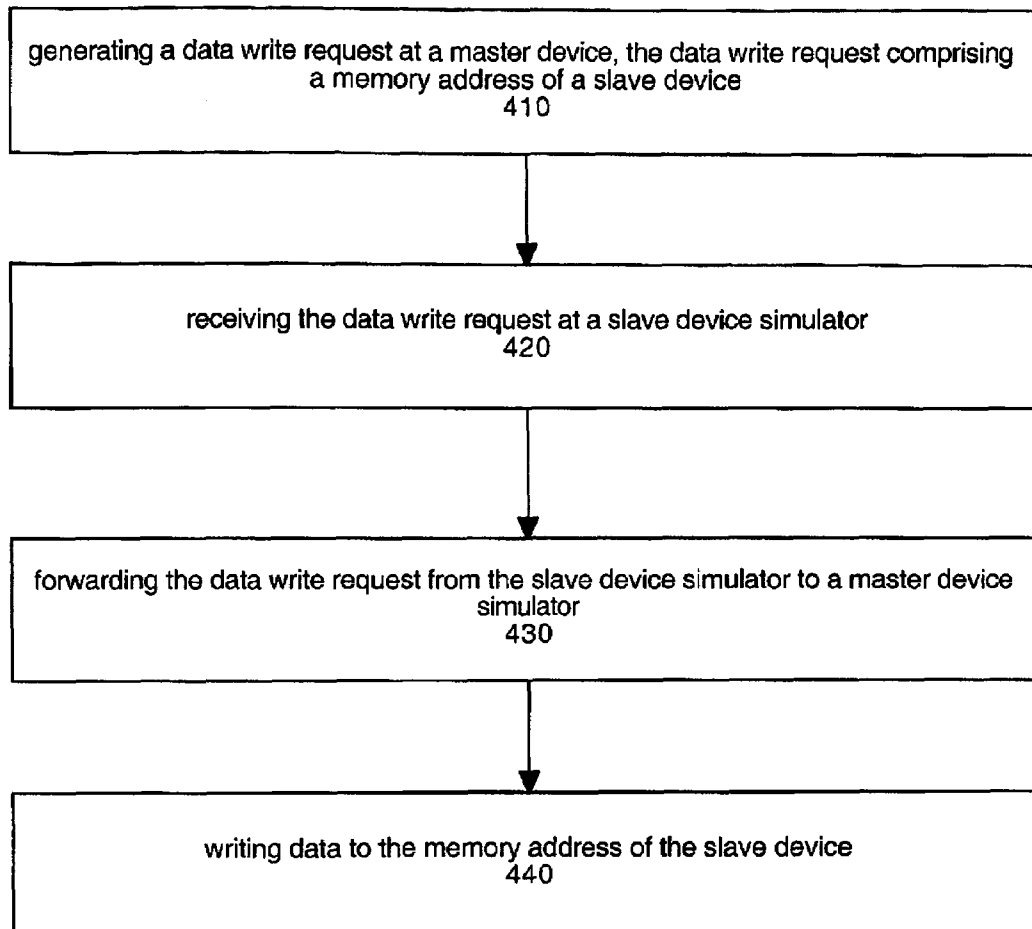 generating a data write request at a master device, the data write request comprising
a memory address of a slave device
410
receiving the data write request at a slave device simulator
420
forwarding the data write request from the slave device simulator to a master device
simulator
430
writing data to the memory address of the slave device
440